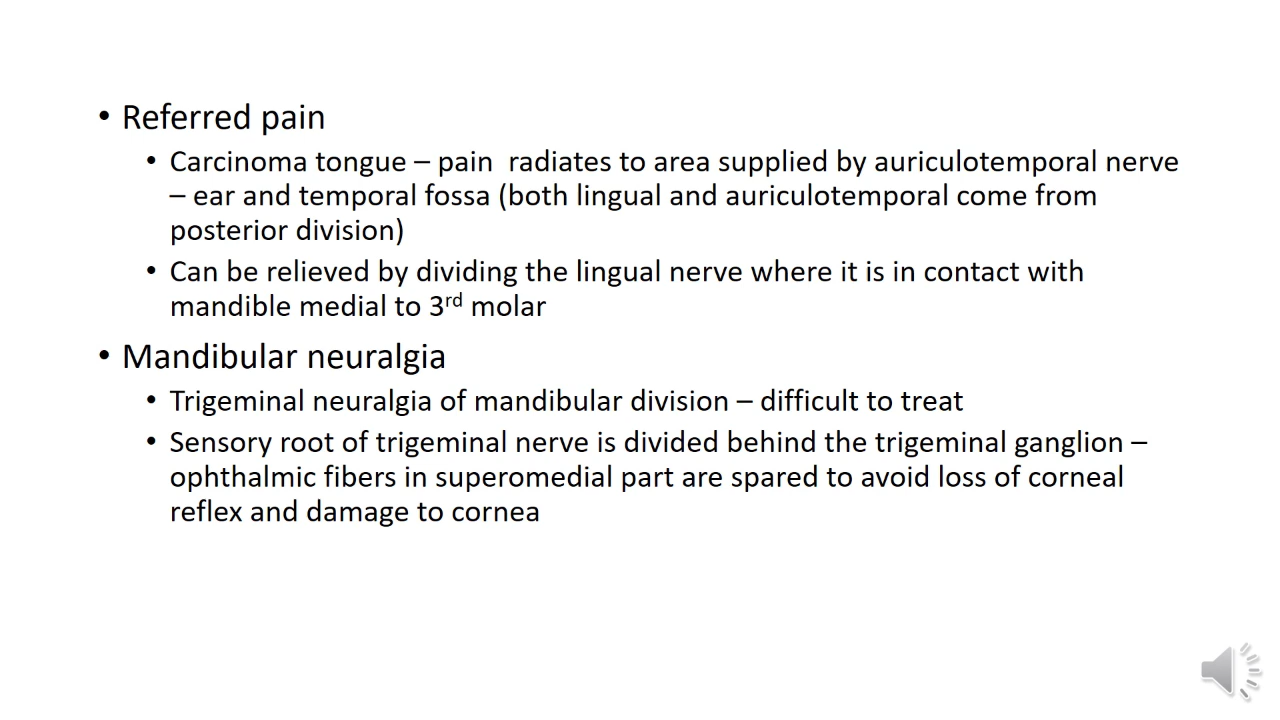 • Referred pain
• Carcinoma tongue – pain  radiates to area supplied by auriculotemporal nerve
– ear and temporal fossa (both lingual and auriculotemporal come from
posterior division)
• Can be relieved by dividing the lingual nerve where it is in contact with
mandible medial to 3rd molar
• Mandibular neuralgia
• Trigeminal neuralgia of mandibular division – difficult to treat
• Sensory root of trigeminal nerve is divided behind the trigeminal ganglion –
ophthalmic fibers in superomedial part are spared to avoid loss of corneal
reflex and damage to cornea